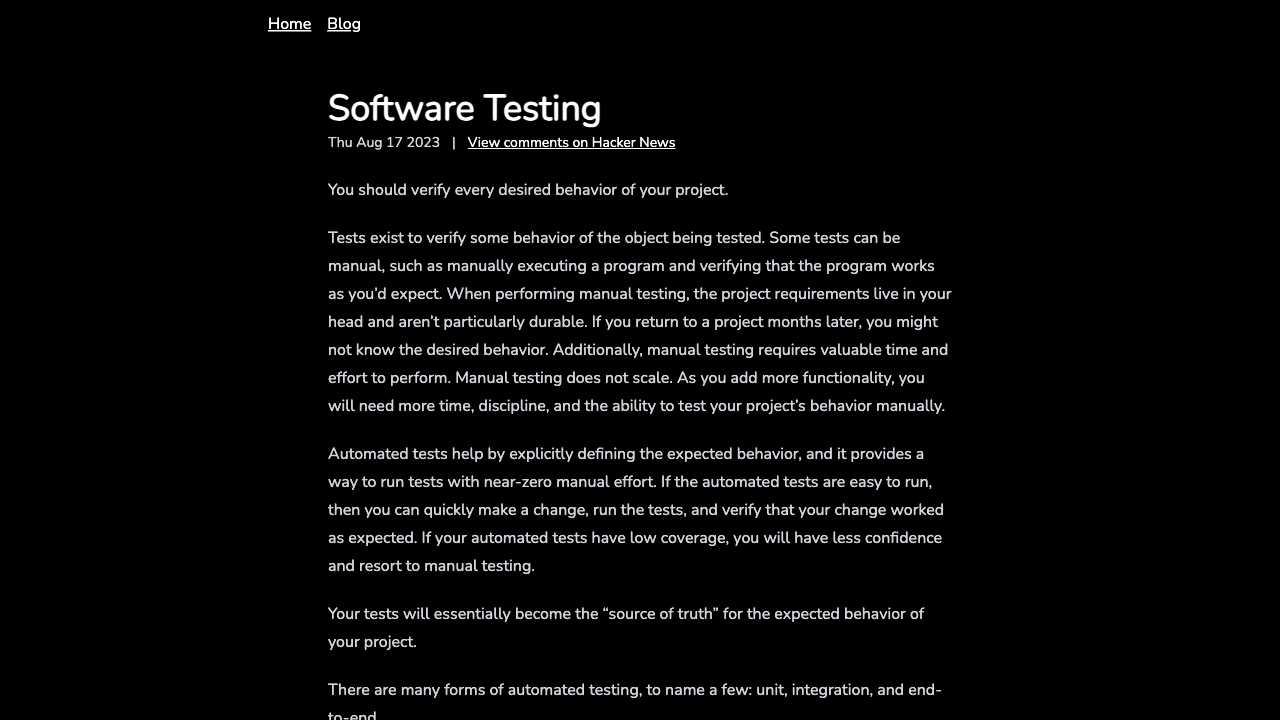 Home Blog
Software Testing
Thu Aug 17 2023 | View comments on Hacker News
You should verify every desired behavior of your project.
Tests exist to verify some behavior of the object being tested. Some tests can be
manual, such as manually executing a program and verifying that the program works
as you’d expect. When performing manual testing, the project requirements live in your
head and aren’t particularly durable. If you return to a project months later, you might
not know the desired behavior. Additionally, manual testing requires valuable time and
effort to perform. Manual testing does not scale. As you add more functionality, you
will need more time, discipline, and the ability to test your project’s behavior manually.
Automated tests help by explicitly defining the expected behavior, and it provides a
way to run tests with near-zero manual effort. If the automated tests are easy to run,
then you can quickly make a change, run the tests, and verify that your change worked
as expected. If your automated tests have low coverage, you will have less confidence
and resort to manual testing.
Your tests will essentially become the “source of truth” for the expected behavior of
your project.
There are many forms of automated testing, to name a few: unit, integration, and end-
to-end.